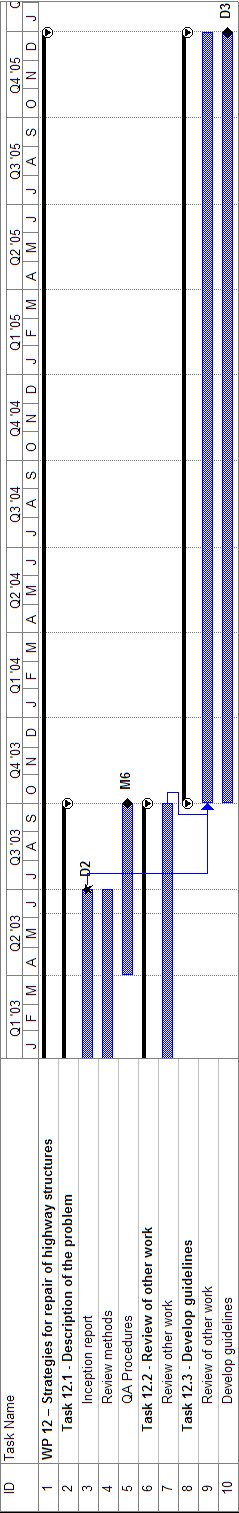 ID Task Name Q1 '03 Q2 '03 Q3 '03 Q4 '03 Q1 '04 Q2 '04 Q3 '04 Q4 '04 Q1 '05 Q2 '05 Q3 '05 Q4 '05 Q
J F M A M J J A S O N D J F M A M J J A S O N D J F M A M J J A S O N D J
1 WP 12 – Strategies for repair of highway structures
2 Task 12.1 - Description of the problem
3 Inception report D2
4 Review methods
5 QA Procedures M6
6 Task 12.2 - Review of other work
7 Review other work
8 Task 12.3 - Develop guidelines
9 Review of other work
10 Develop guidelines D3